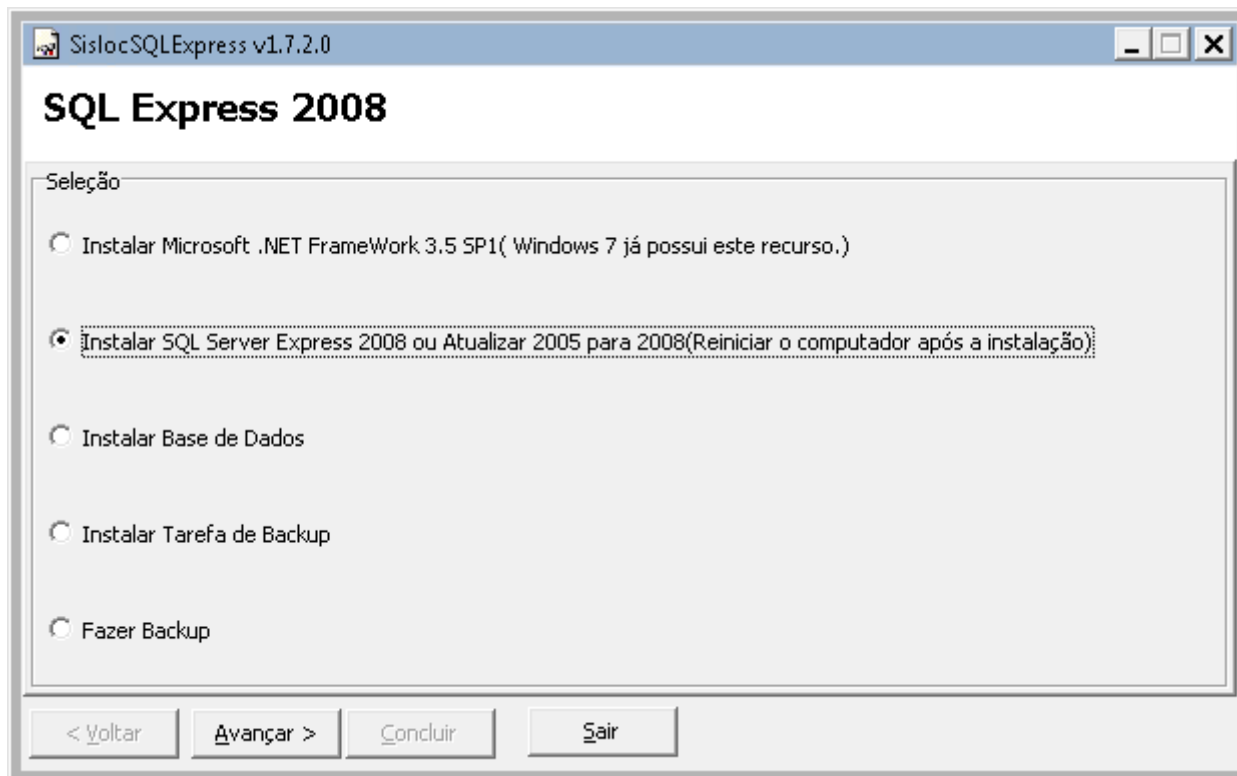 SislocSQLExpress v1.7.2.0
SQL Express 2008
Seleção
Instalar Microsoft .NET FrameWork 3.5 SP1( Windows 7 já possui este recurso.)
Instalar SQL Server Express 2008 ou Atualizar 2005 para 2008(Reiniciar o computador após a instalação)
Instalar Base de Dados
Instalar Tarefa de Backup
Fazer Backup
< Voltar Avançar > Concluir Sair